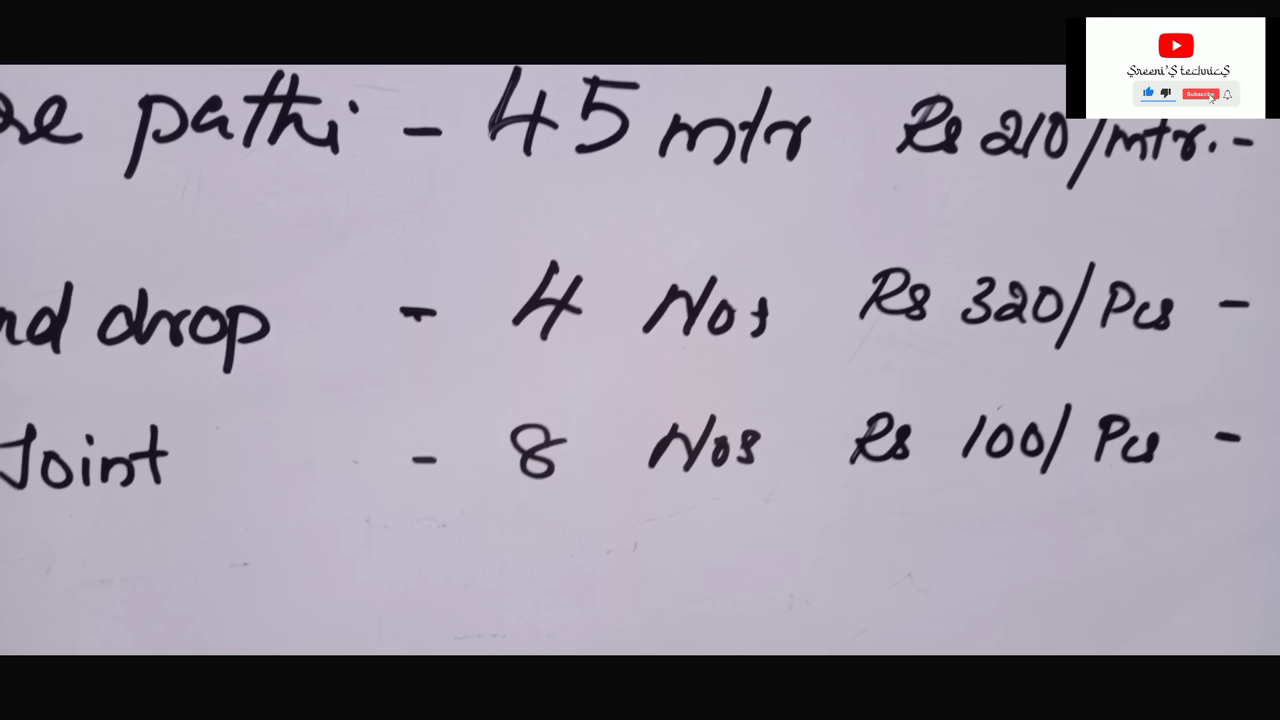 Sreeni'S technicS
Subscribe
pathi - 45 mtr Rs 210/mtr. -
drop - 4 Nos Rs 320/Pcs -
Joint - 8 Nos Rs 100/Pcs -